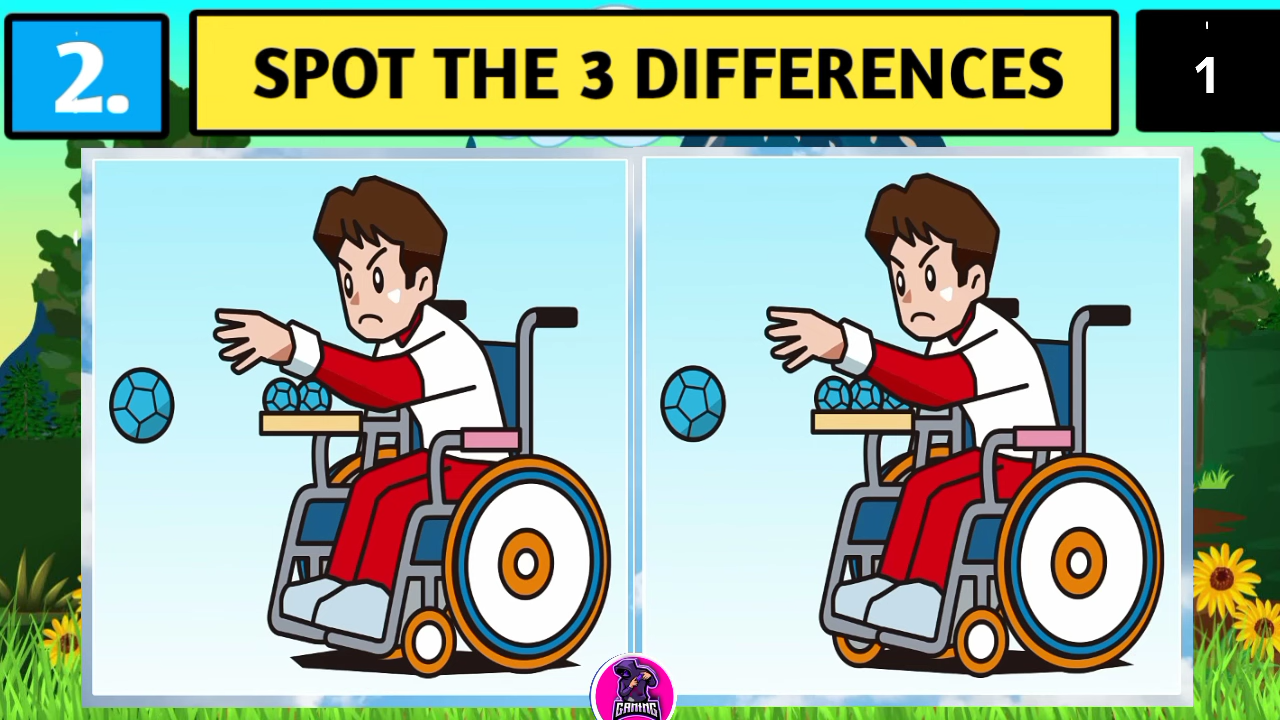 2.
SPOT THE 3 DIFFERENCES
1
GAMING